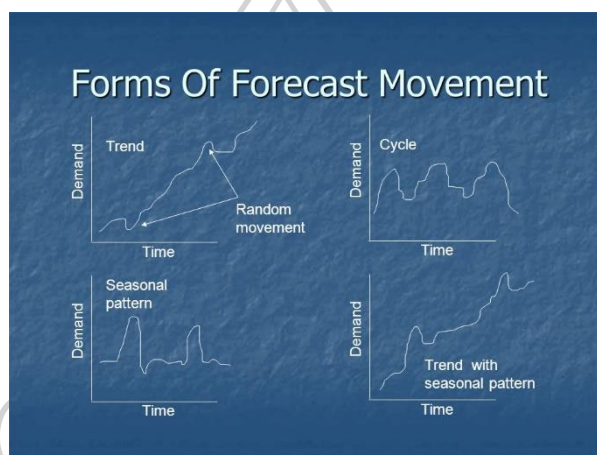 Forms Of Forecast Movement
Demand
Trend
Random
movement
Time
Demand
Cycle
Time
Demand
Seasonal
pattern
Time
Demand
Trend with
seasonal pattern
Time